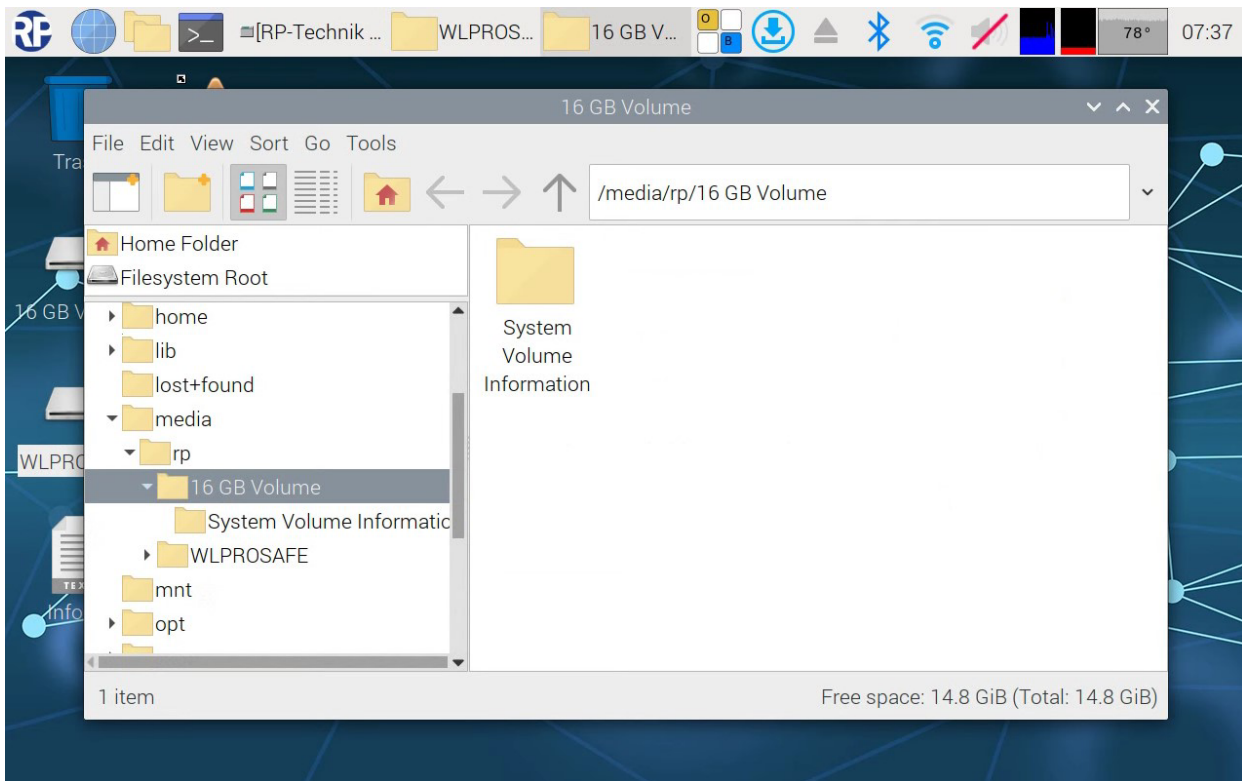 RP >_ [RP-Technik ... WLPROS... 16 GB V... O B 78° 07:37
16 GB Volume
File Edit View Sort Go Tools
Tra
/media/rp/16 GB Volume
Home Folder
Filesystem Root
16 GB V
home
lib
lost+found
media
rp
16 GB Volume
System Volume Informatic
WLPROSAFE
mnt
opt
System
Volume
Information
WLPRO
TEX
Info
1 item
Free space: 14.8 GiB (Total: 14.8 GiB)